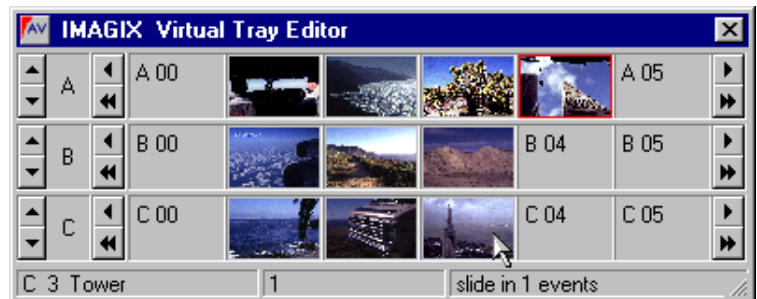 AV IMAGIX Virtual Tray Editor
A A 00 A 05
B B 00 B 04 B 05
C C 00 C 04 C 05
C 3 Tower 1 slide in 1 events